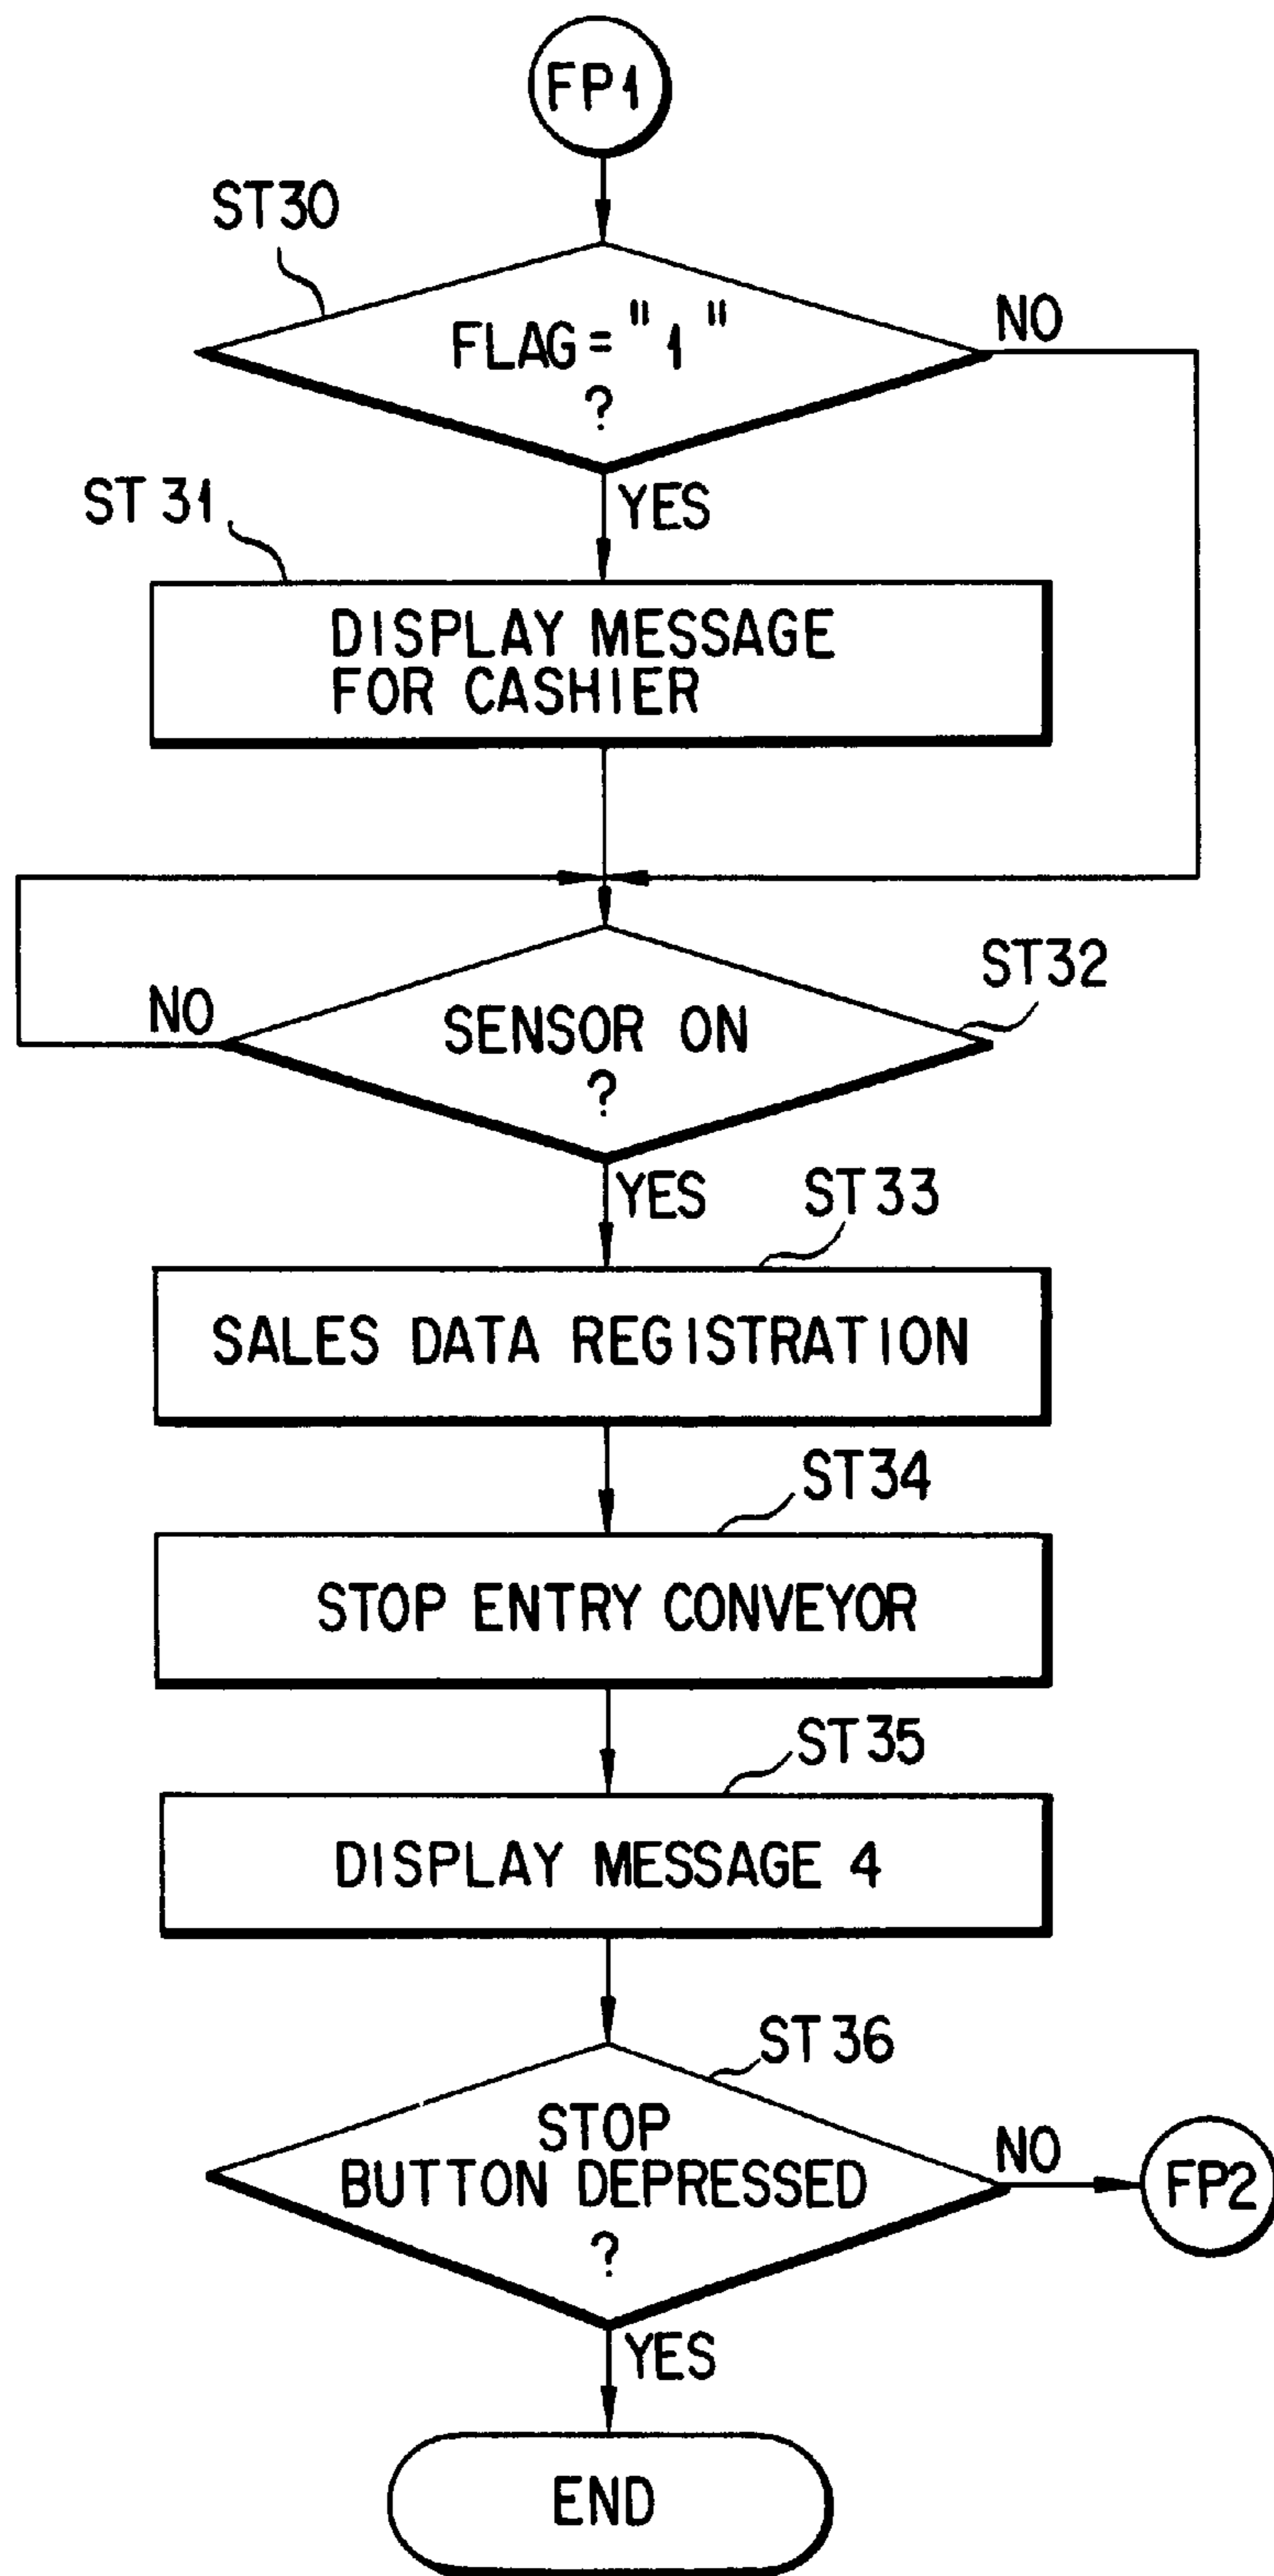 FP1
ST30
FLAG = "1"
?
NO
YES
ST31
DISPLAY MESSAGE
FOR CASHIER
ST32
NO
SENSOR ON
?
YES
ST33
SALES DATA REGISTRATION
ST34
STOP ENTRY CONVEYOR
ST35
DISPLAY MESSAGE 4
ST36
STOP
BUTTON DEPRESSED
?
NO
FP2
YES
END